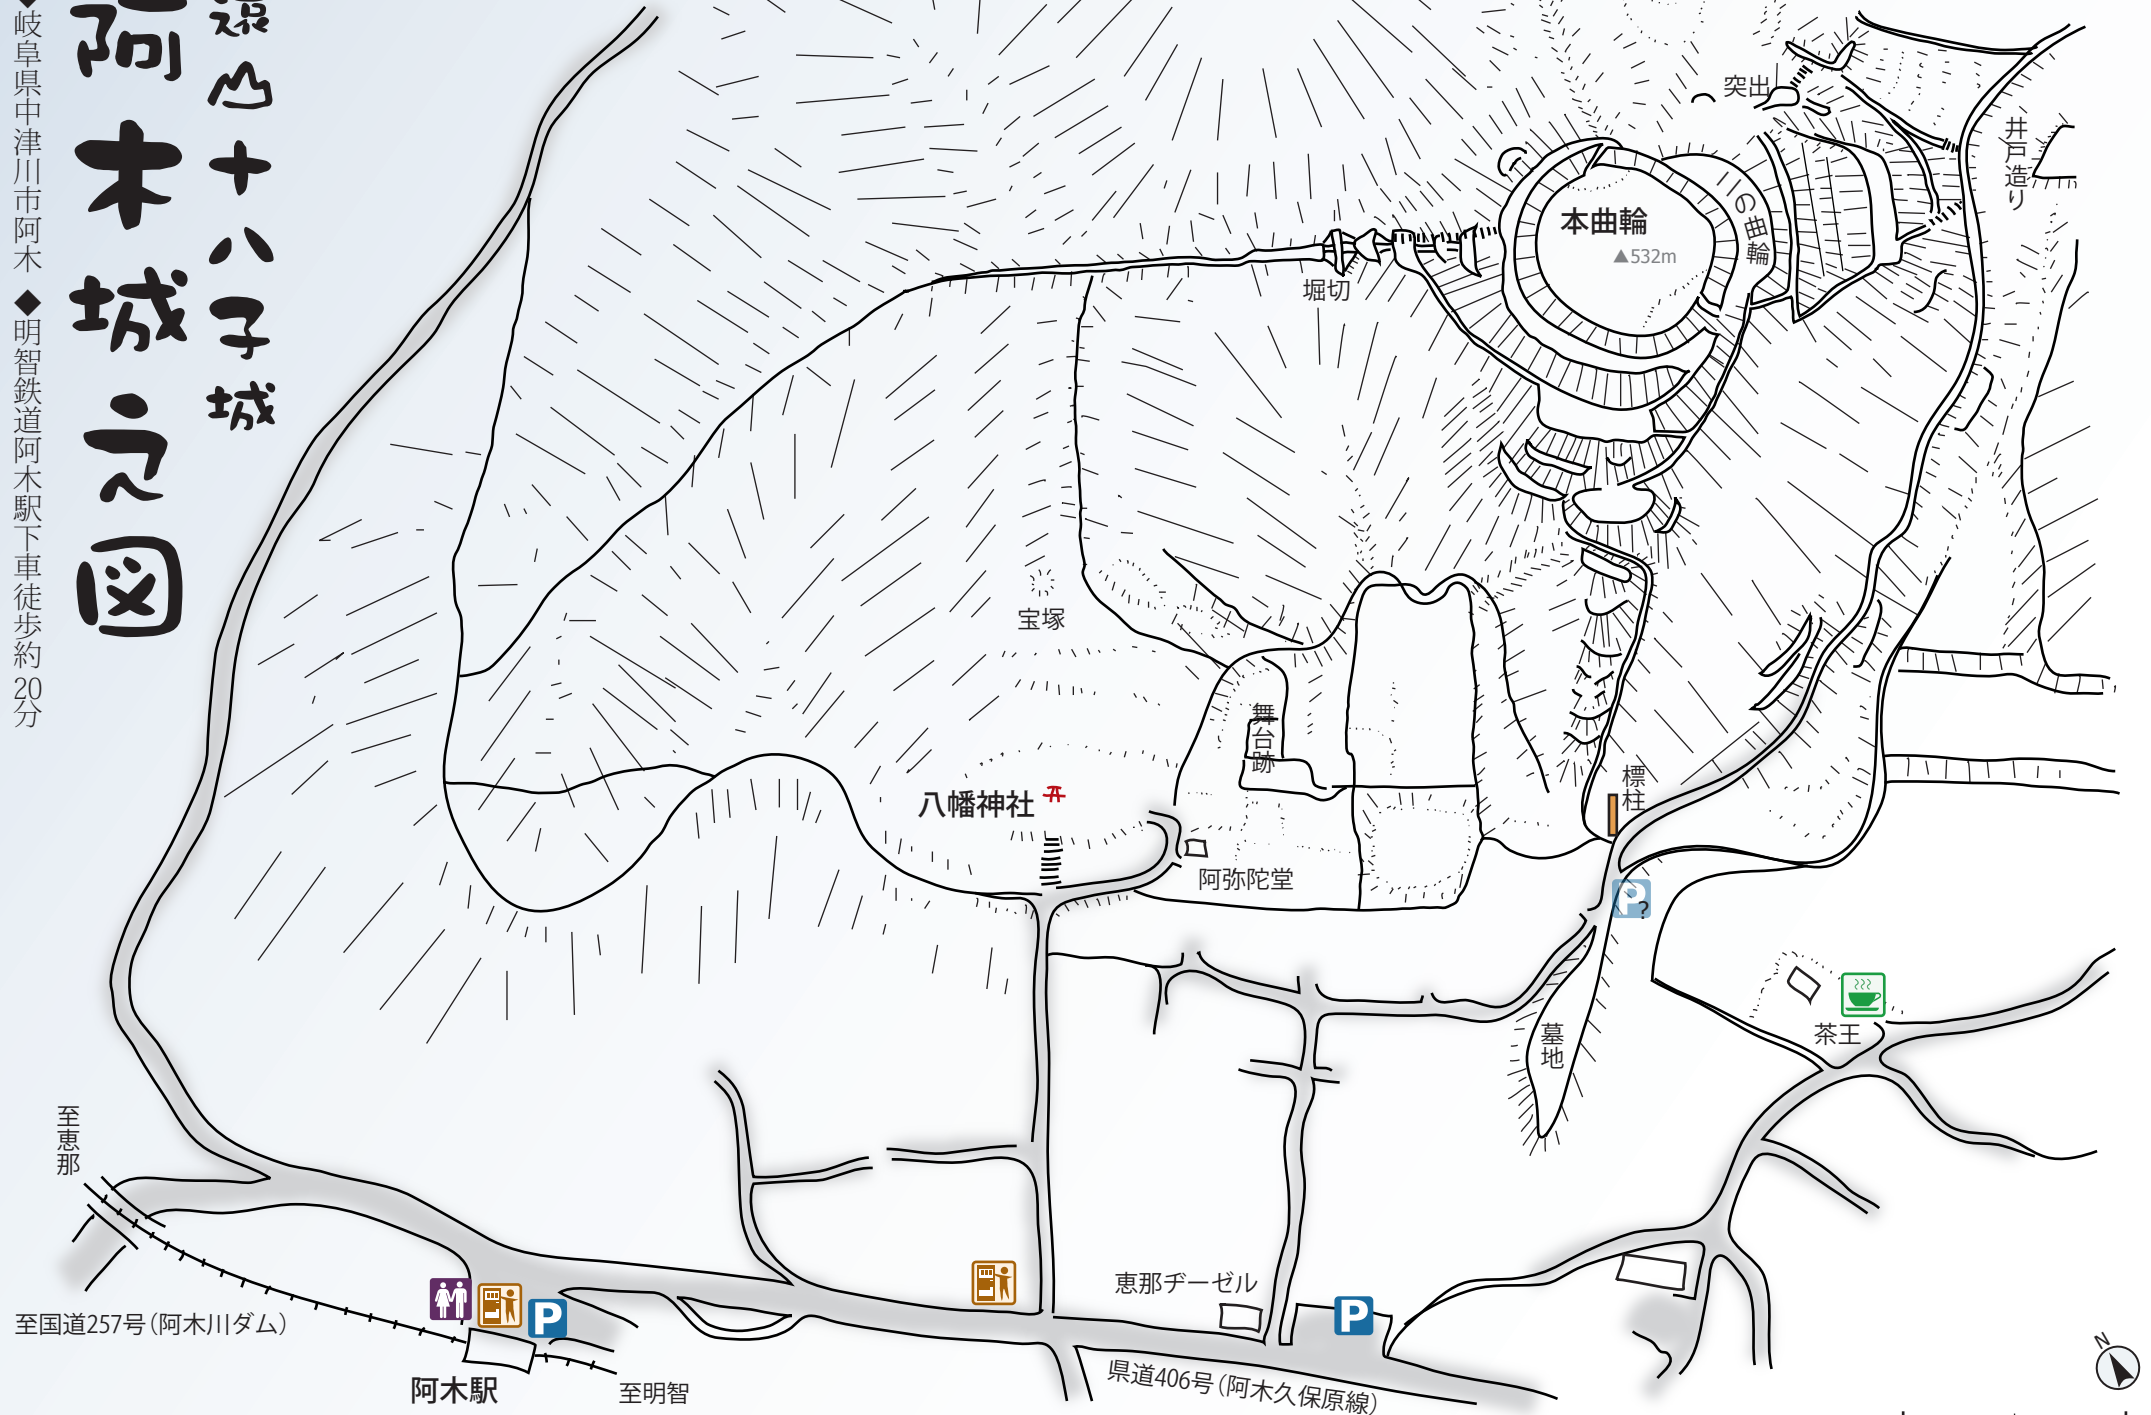 遠山十八子城
阿木城之図
◆岐阜県中津川市阿木 ◆明智鉄道阿木駅下車徒歩約20分
突出
井戸造り
本曲輪
▲532m
二の曲輪
堀切
宝塚
舞台跡
八幡神社
阿弥陀堂
標柱
P
?
墓地
茶王
至恵那
至国道257号(阿木川ダム)
P
阿木駅
至明智
恵那ヂーゼル
P
県道406号(阿木久保原線)
N